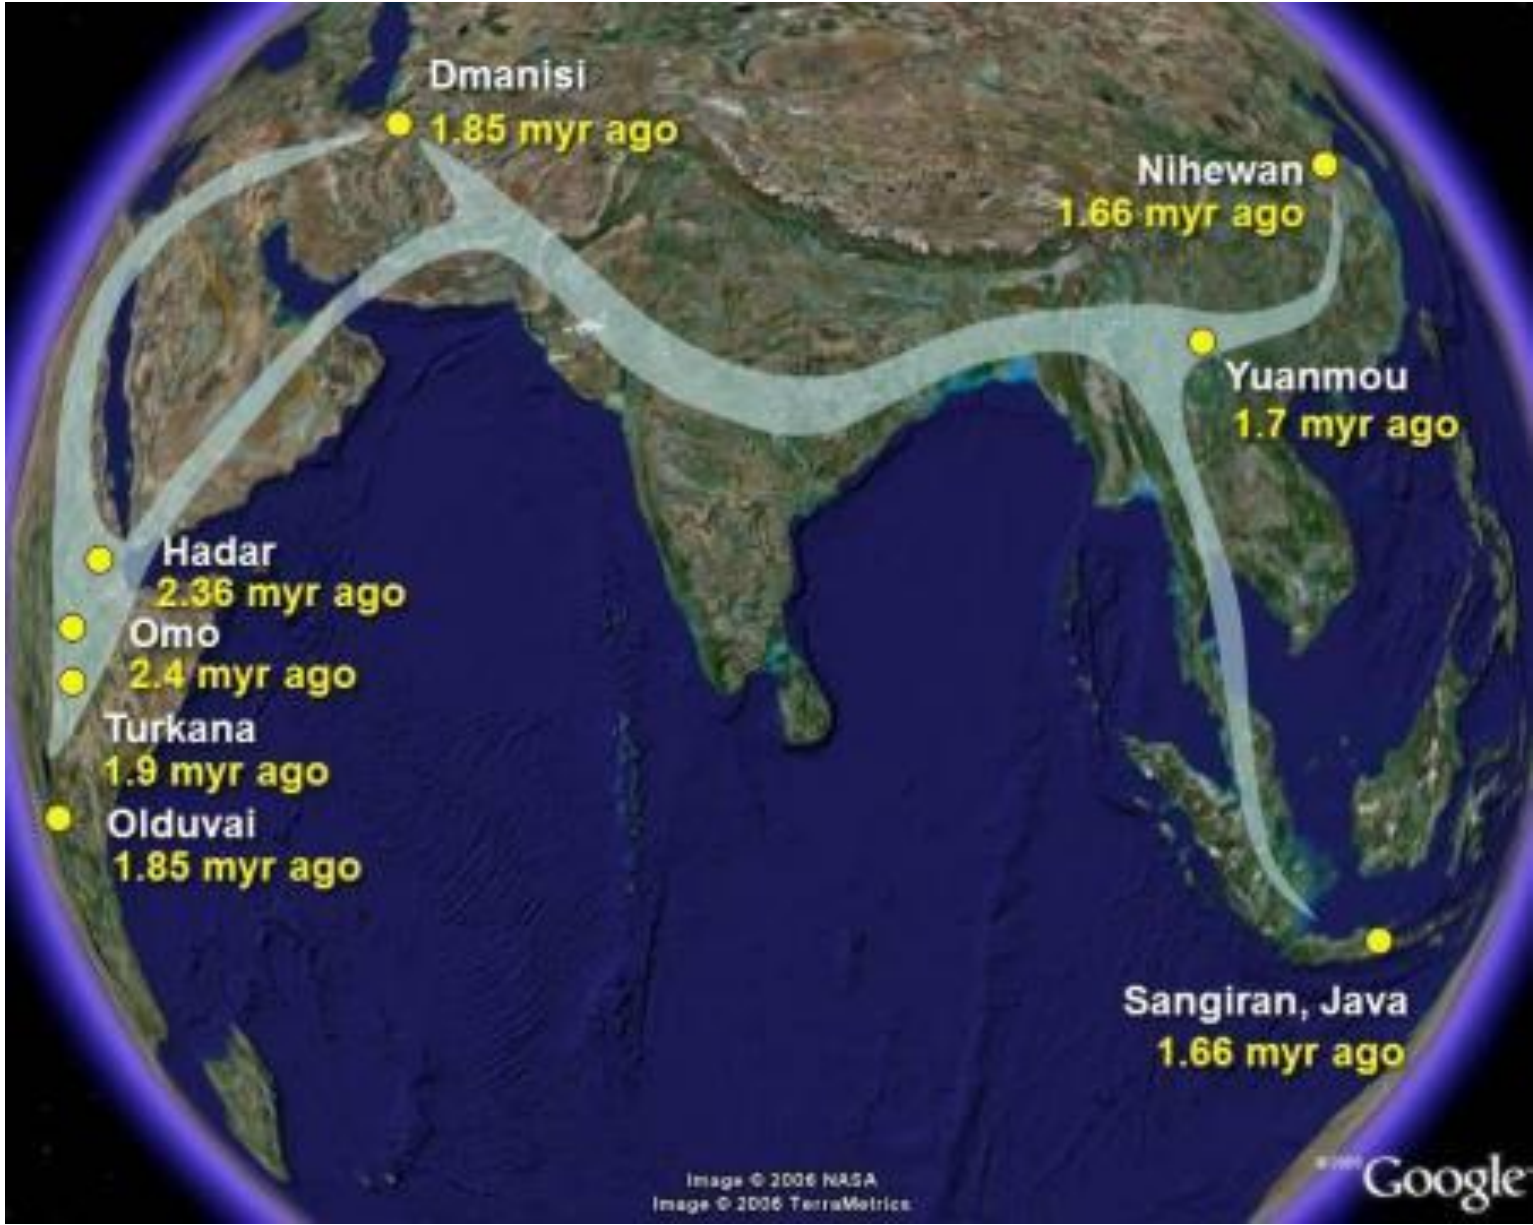 Dmanisi
1.85 myr ago
Nihewan
1.66 myr ago
Yuanmou
1.7 myr ago
Hadar
2.36 myr ago
Omo
2.4 myr ago
Turkana
1.9 myr ago
Olduvai
1.85 myr ago
Sangiran, Java
1.66 myr ago
Image © 2006 NASA
Image © 2006 TerraMetrics
Google